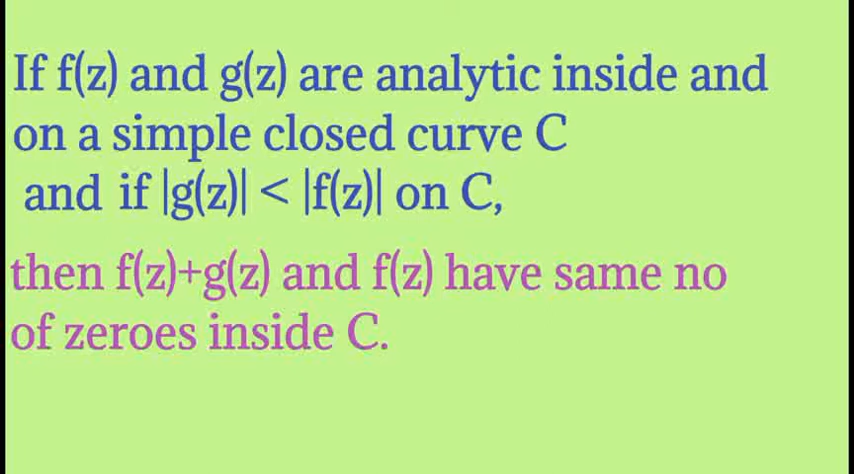 If f(z) and g(z) are analytic inside and
on a simple closed curve C
and if |g(z)| < |f(z)| on C,
then f(z)+g(z) and f(z) have same no
of zeroes inside C.